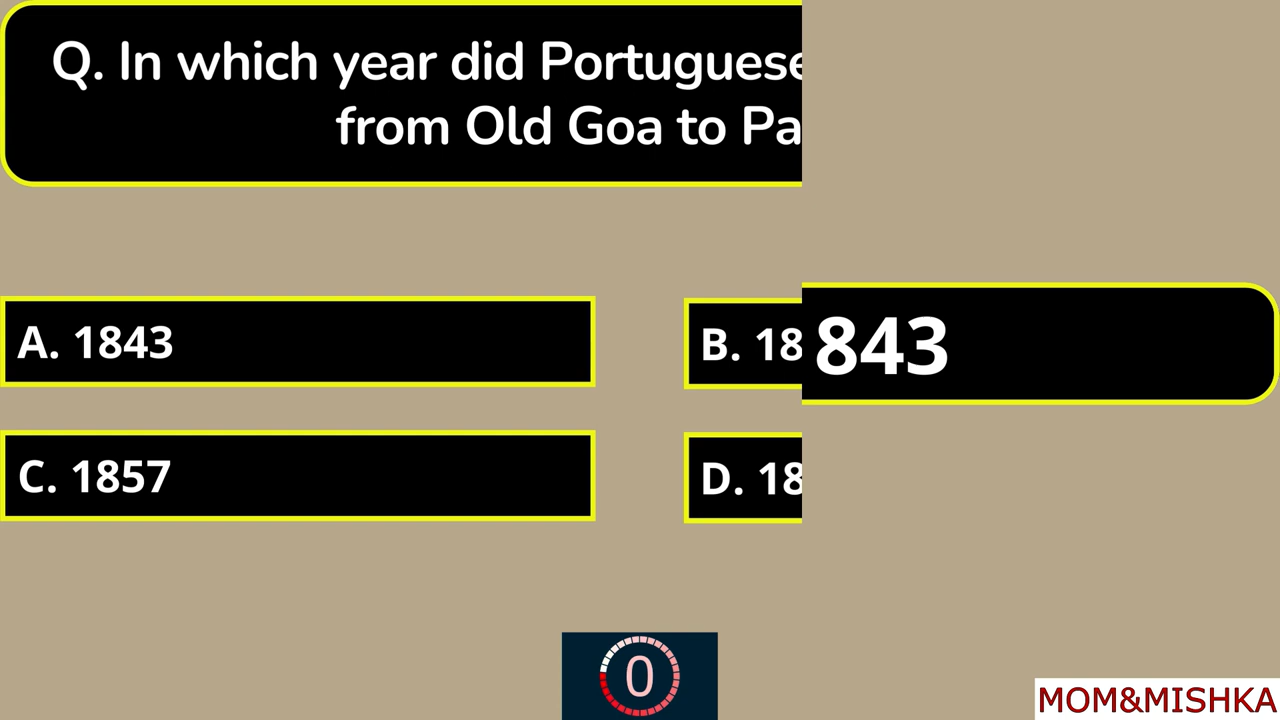 Q. In which year did Portuguese
from Old Goa to Pa
A. 1843
B. 18
843
C. 1857
D. 18
0
MOM&MISHKA